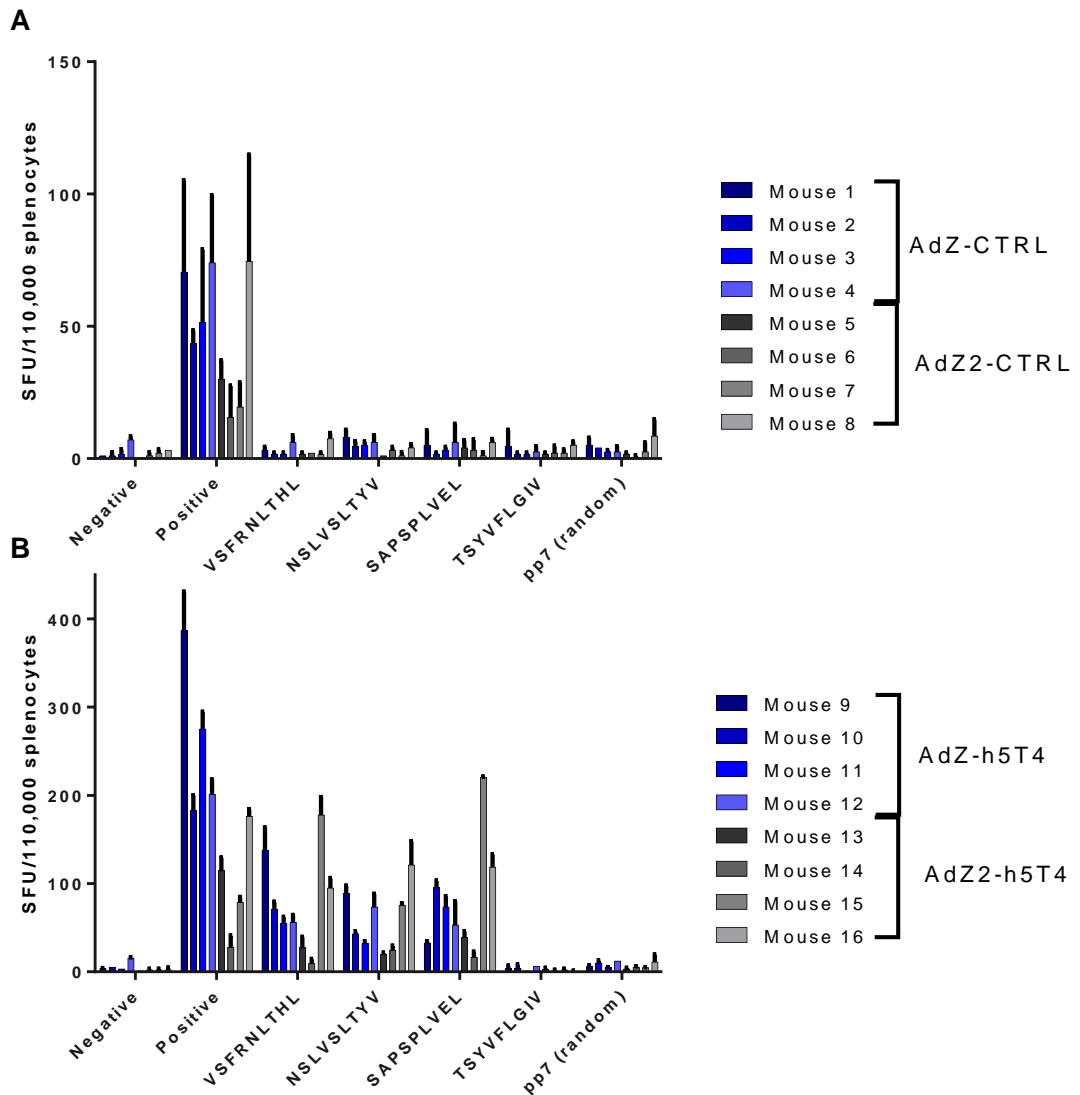 A
150
100
50
0
SFU/110,000 splenocytes
Negative
Positive
VSFRNLTHL
NSLVSLTYV
SAPSPLVEL
TSYVFLGIV
pp7 (random)
Mouse 1
Mouse 2
Mouse 3
Mouse 4
Mouse 5
Mouse 6
Mouse 7
Mouse 8
AdZ-CTRL
AdZ2-CTRL
B
400
300
200
100
0
SFU/110,000 splenocytes
Negative
Positive
VSFRNLTHL
NSLVSLTYV
SAPSPLVEL
TSYVFLGIV
pp7 (random)
Mouse 9
Mouse 10
Mouse 11
Mouse 12
Mouse 13
Mouse 14
Mouse 15
Mouse 16
AdZ-h5T4
AdZ2-h5T4